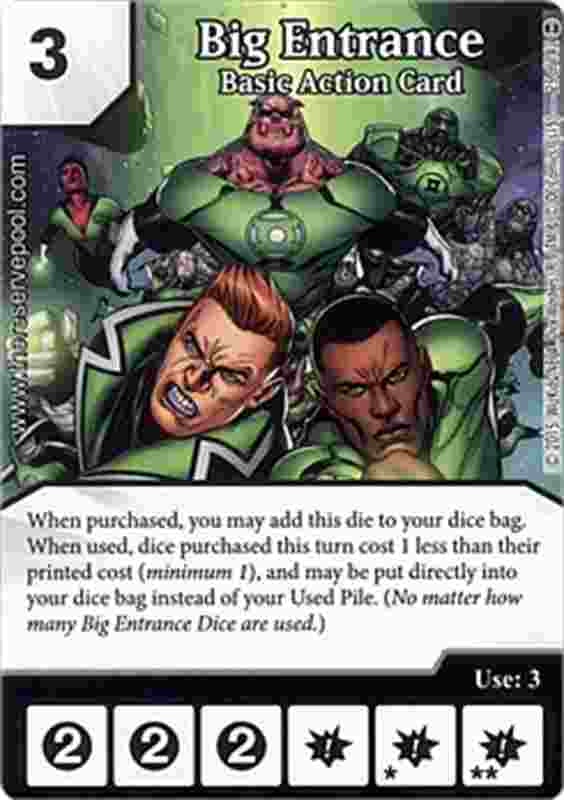 3
Big Entrance
Basic Action Card
When purchased, you may add this die to your dice bag.
When used, dice purchased this turn cost 1 less than their
printed cost (minimum 1), and may be put directly into
your dice bag instead of your Used Pile. (No matter how
many Big Entrance Dice are used.)
Use: 3
2 2 2 ! ! !
* **
© 2015